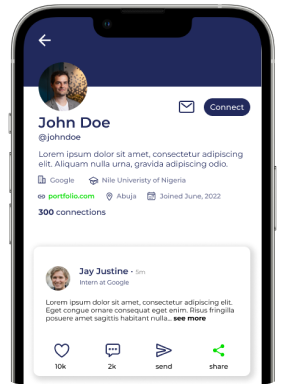 Connect
John Doe
@johndoe
Lorem ipsum dolor sit amet, consectetur adipiscing
elit. Aliquam nulla urna, gravida adipiscing odio.
Google Nile Univeristy of Nigeria
portfolio.com Abuja Joined June, 2022
300 connections
Jay Justine • 5m
Intern at Google
Lorem ipsum dolor sit amet, consectetur adipiscing elit.
Eget congue ornare consequat eget enim. Risus fringilla
posuere amet sagittis habitant nulla... see more
10k 2k send share